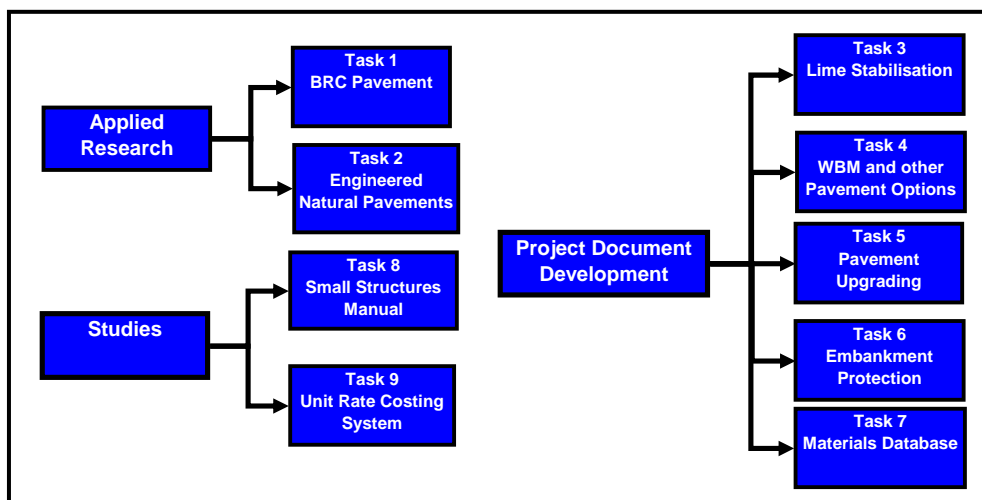 Applied
Research
Task 1
BRC Pavement
Task 2
Engineered
Natural Pavements
Studies
Task 8
Small Structures
Manual
Task 9
Unit Rate Costing
System
Project Document
Development
Task 3
Lime Stabilisation
Task 4
WBM and other
Pavement Options
Task 5
Pavement
Upgrading
Task 6
Embankment
Protection
Task 7
Materials Database